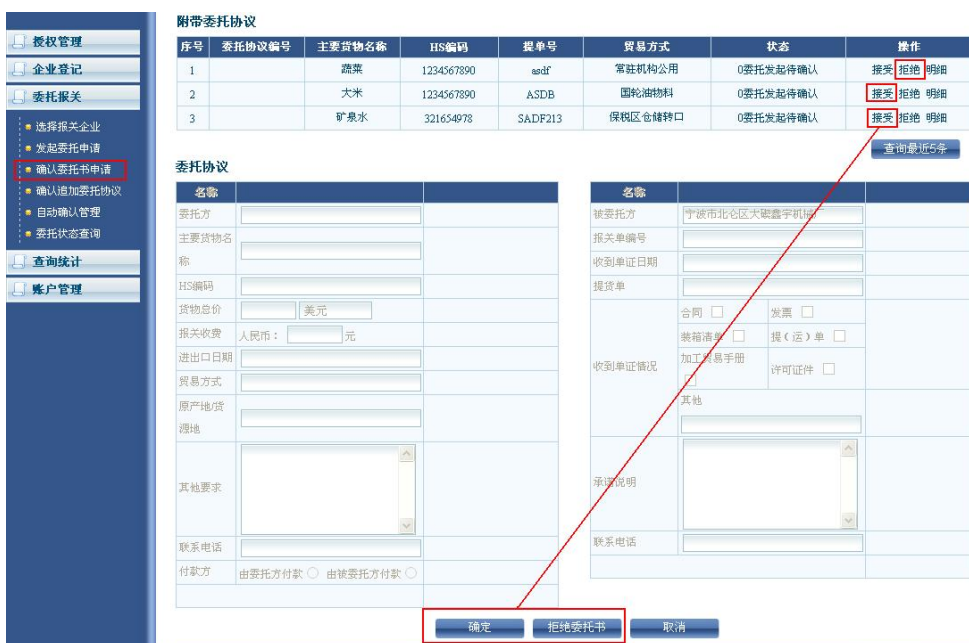 附带委托协议
授权管理
企业登记
委托报关
选择报关企业
发起委托申请
确认委托书申请
确认追加委托协议
自动确认管理
委托状态查询
查询统计
账户管理
序号 委托协议编号 主要货物名称 HS编码 提单号 贸易方式 状态 操作
1 蔬菜 1234567890 asdf 常驻机构公用 0委托发起待确认 接受 拒绝 明细
2 大米 1234567890 ASDB 国轮油物料 0委托发起待确认 接受 拒绝 明细
3 矿泉水 321654978 SADF213 保税区仓储转口 0委托发起待确认 接受 拒绝 明细
查询最近5条
委托协议
名称
委托方
主要货物名
称
HS编码
货物总价 美元
报关收费 人民币： 元
进出口日期
贸易方式
原产地/货
源地
其他要求
联系电话
付款方 由委托方付款 由被委托方付款
名称
被委托方 宁波市北仑区大碶鑫宇机械厂
报关单编号
收到单证日期
提货单
收到单证情况
合同 发票
装箱清单 提（运）单
加工贸易手册 许可证件
其他
承诺说明
联系电话
确定 拒绝委托书 取消